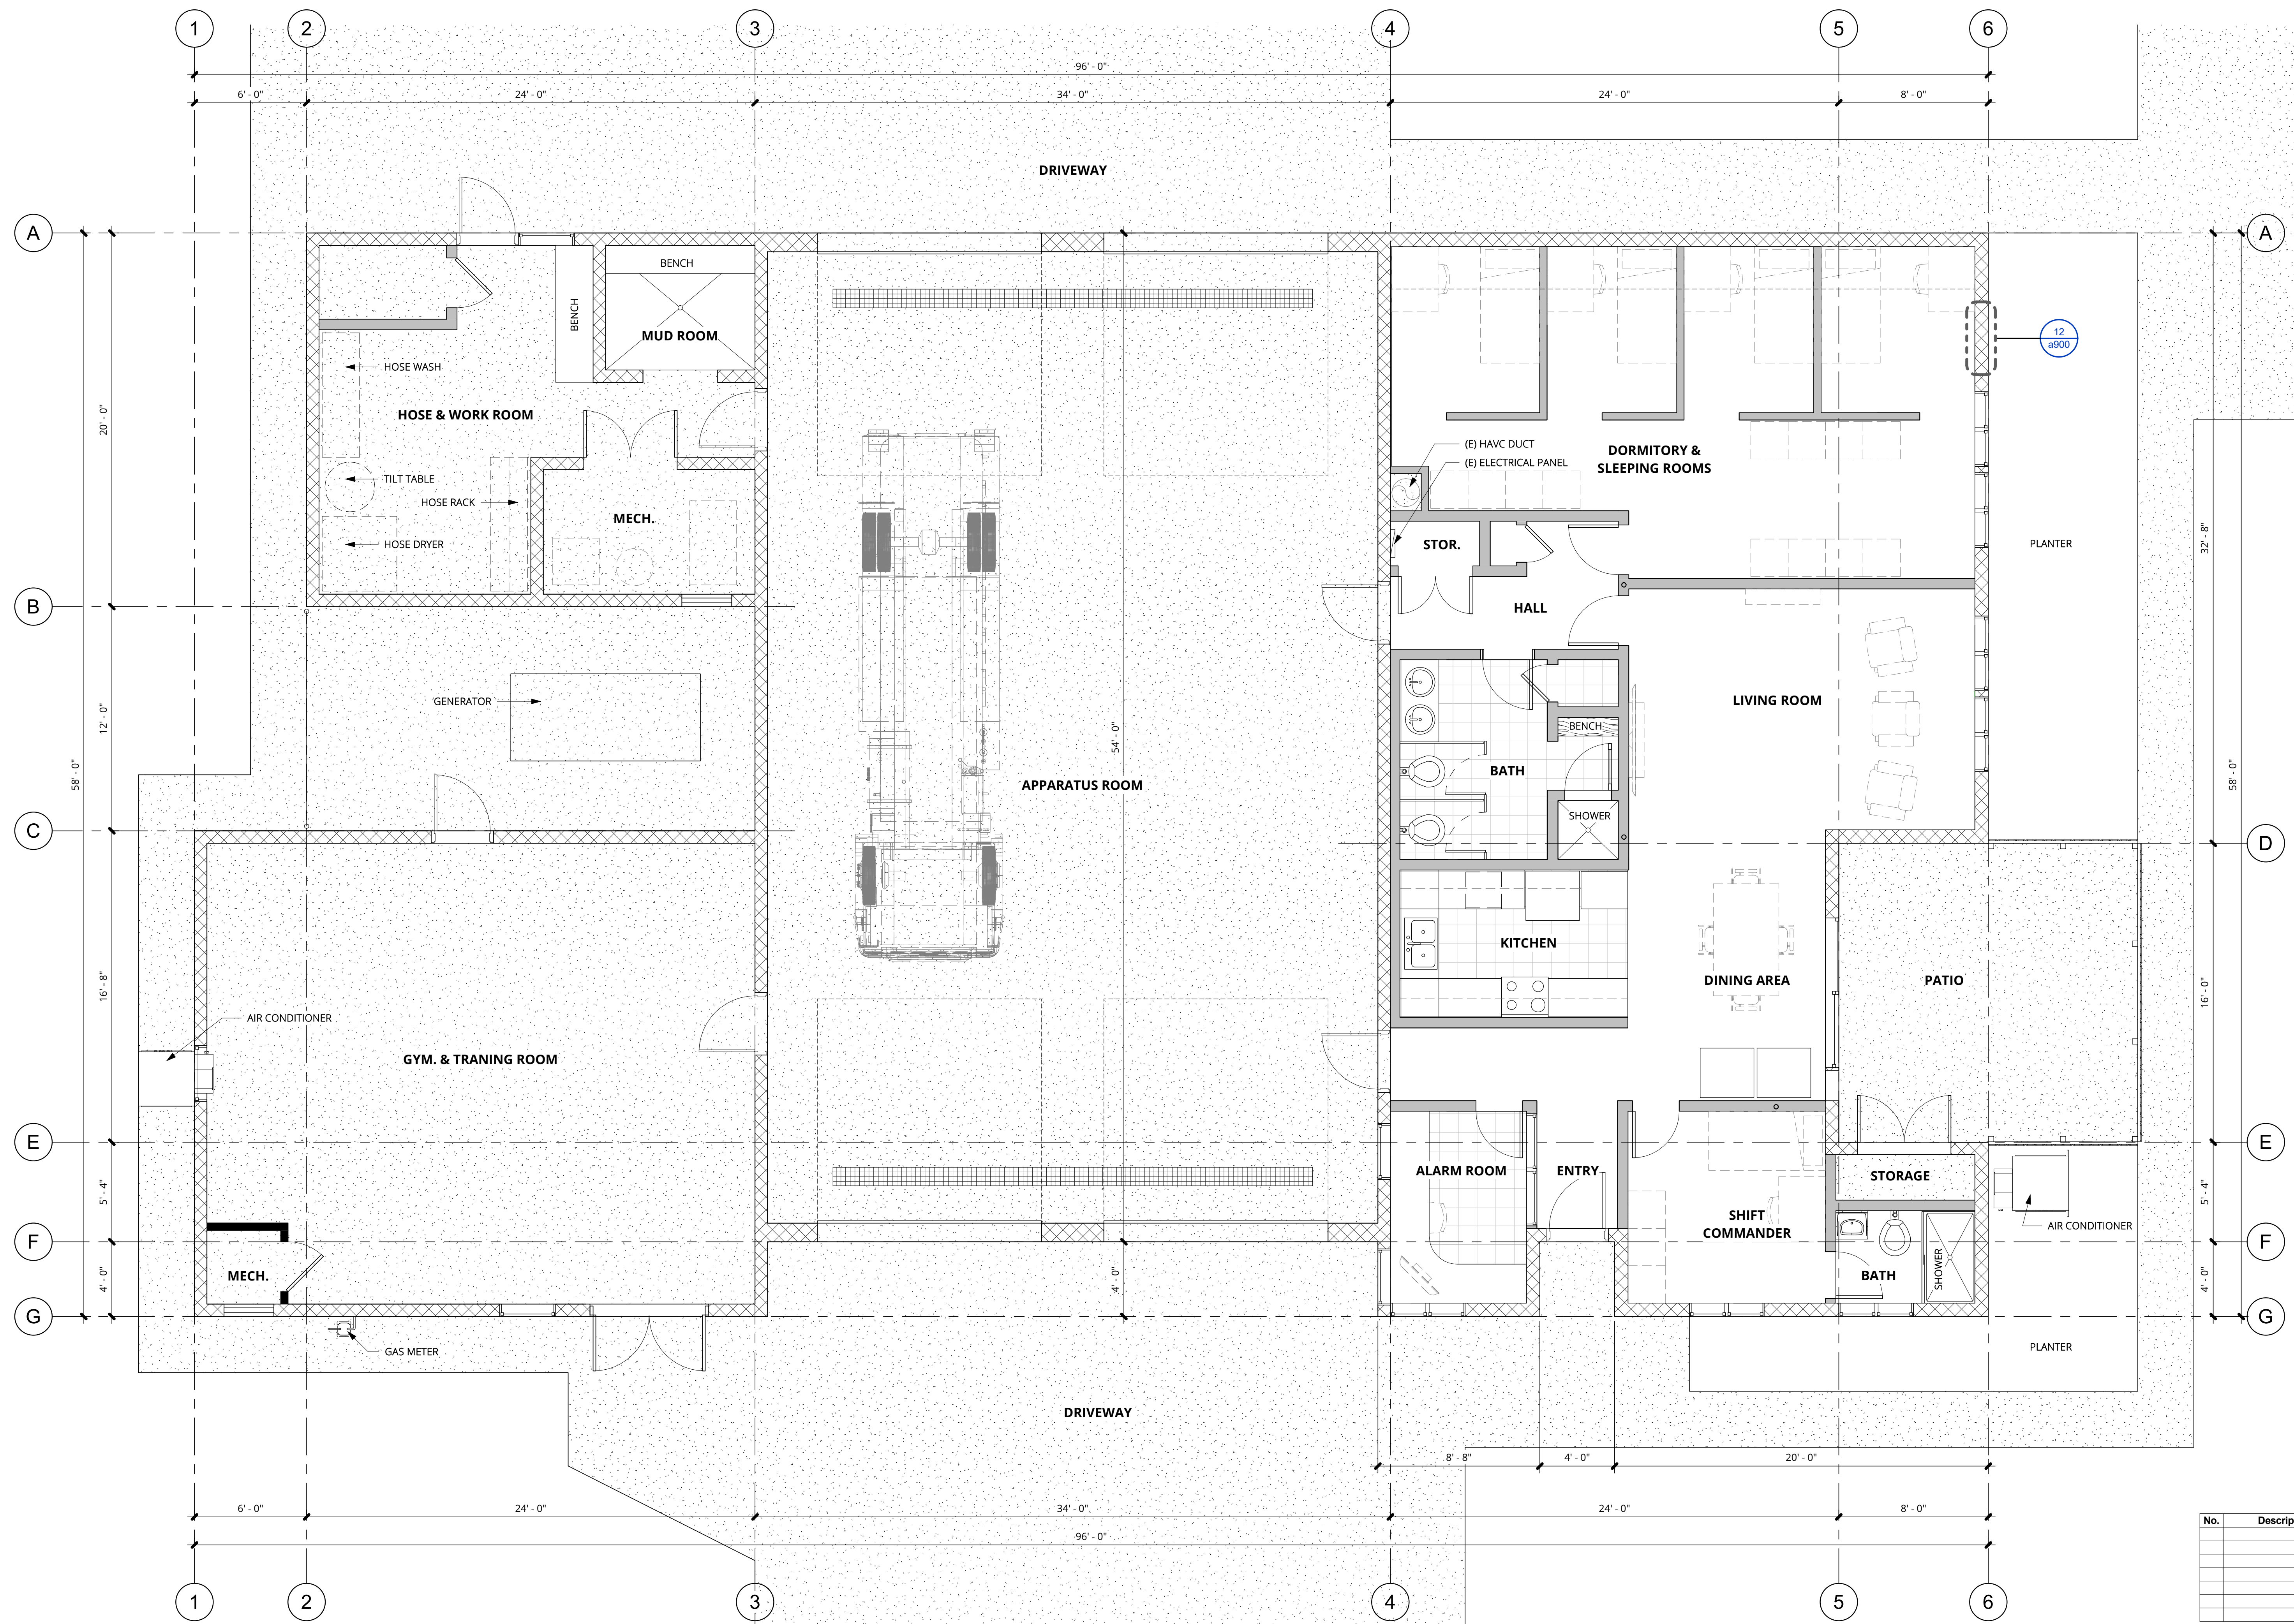 1
2
3
4
5
6
96' - 0"
6' - 0"
24' - 0"
34' - 0"
24' - 0"
8' - 0"
DRIVEWAY
A
A
BENCH
BENCH
MUD ROOM
12
a900
HOSE WASH
HOSE & WORK ROOM
20' - 0"
(E) HAVC DUCT
(E) ELECTRICAL PANEL
DORMITORY &
SLEEPING ROOMS
TILT TABLE
HOSE RACK
MECH.
HOSE DRYER
STOR.
32' - 8"
PLANTER
B
HALL
GENERATOR
LIVING ROOM
12' - 0"
54' - 0"
BENCH
58' - 0"
58' - 0"
BATH
APPARATUS ROOM
SHOWER
C
D
KITCHEN
DINING AREA
PATIO
16' - 8"
16' - 0"
AIR CONDITIONER
GYM. & TRANING ROOM
E
E
ALARM ROOM
ENTRY
STORAGE
5' - 4"
5' - 4"
SHIFT
COMMANDER
AIR CONDITIONER
F
F
MECH.
BATH
SHOWER
4' - 0"
4' - 0"
4' - 0"
G
G
GAS METER
PLANTER
DRIVEWAY
8' - 8"
4' - 0"
20' - 0"
6' - 0"
24' - 0"
34' - 0"
24' - 0"
8' - 0"
96' - 0"
No.
Descrip
1
2
3
4
5
6